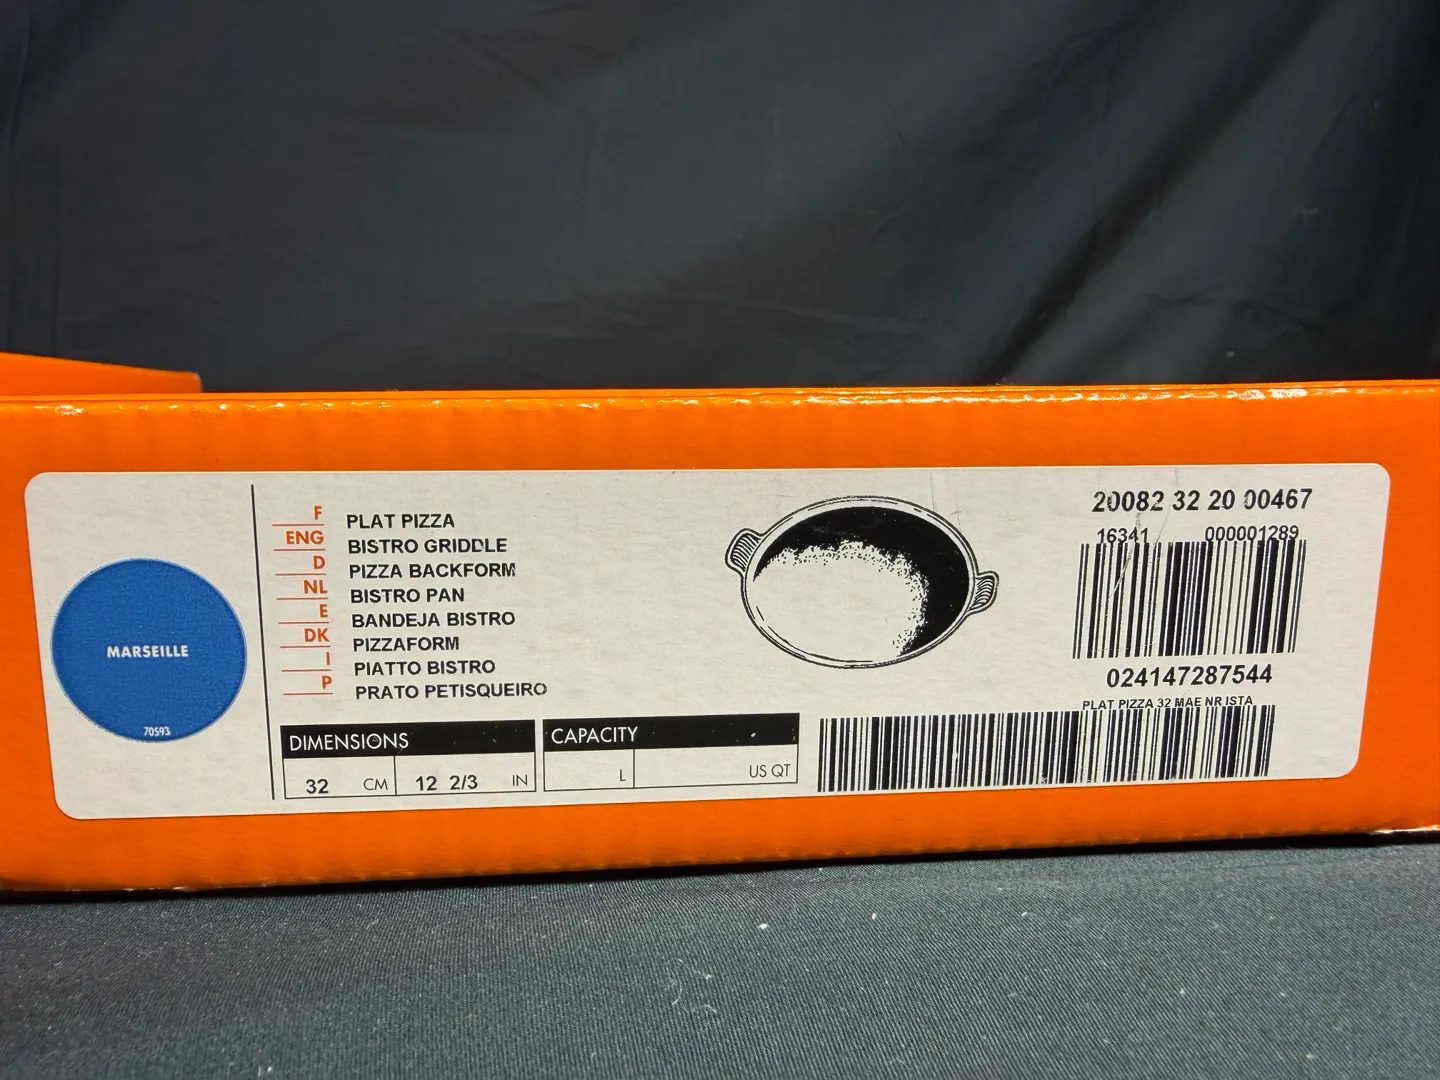 MARSEILLE
70593
F PLAT PIZZA
ENG BISTRO GRIDDLE
D PIZZA BACKFORM
NL BISTRO PAN
E BANDEJA BISTRO
DK PIZZAFORM
I PIATTO BISTRO
P PRATO PETISQUEIRO
DIMENSIONS
32 CM 12 2/3 IN
CAPACITY
L US QT
20082 32 20 00467
16341 000001289
024147287544
PLAT PIZZA 32 MAE NR ISTA